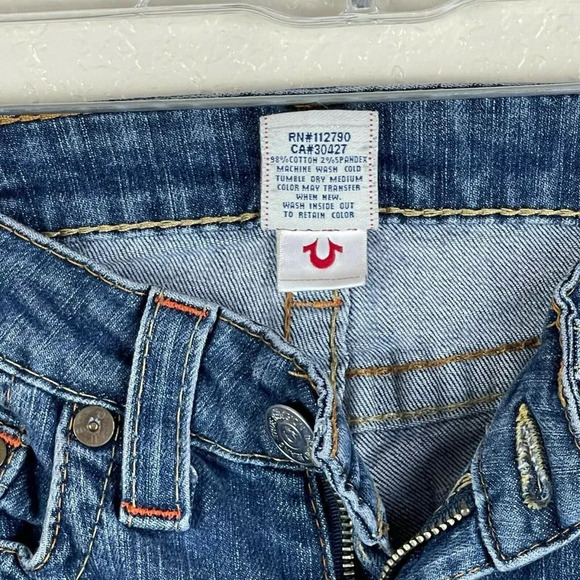 RN#112790
CA#30427
98%COTTON 2%SPANDEX
MACHINE WASH COLD
TUMBLE DRY MEDIUM
COLOR MAY TRANSFER
WHEN NEW.
WASH INSIDE OUT
TO RETAIN COLOR